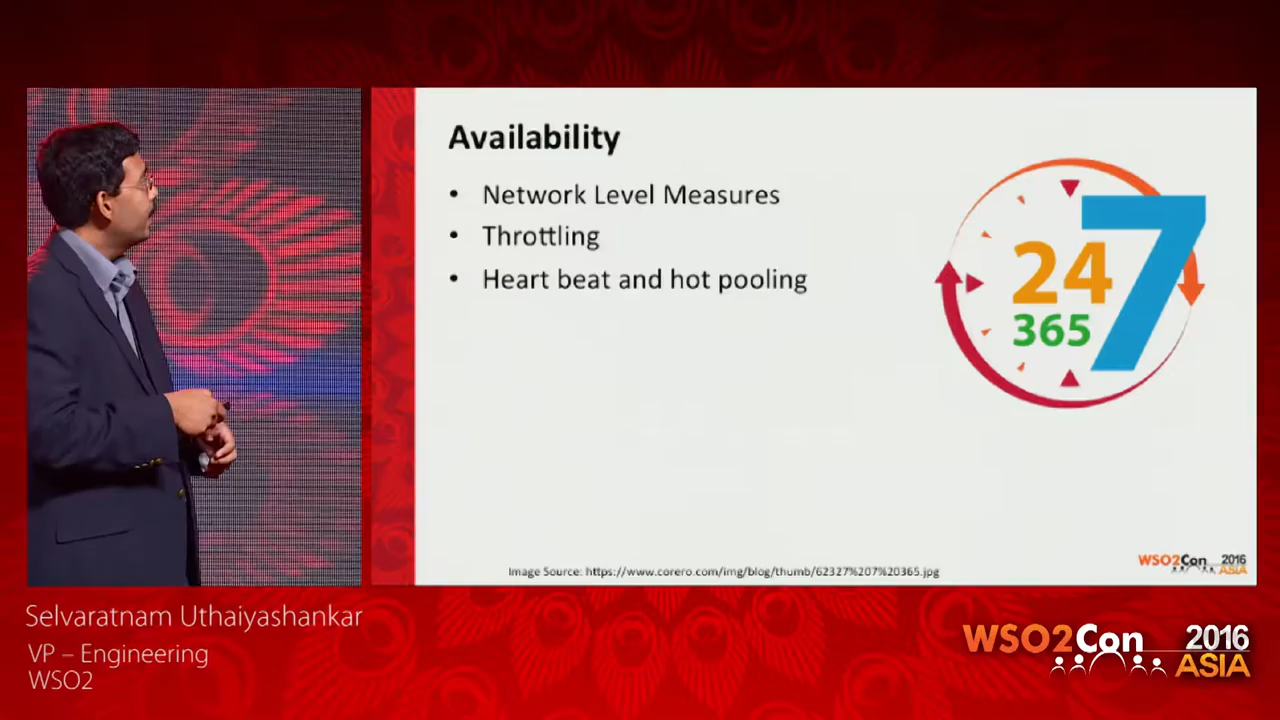 Availability
• Network Level Measures
• Throttling
• Heart beat and hot pooling
24
7
365
Image Source: https://www.corero.com/img/blog/thumb/62327%207%20365.jpg
WSO2Con 2016
ASIA
Selvaratnam Uthaiyashankar
VP – Engineering
WSO2
WSO2Con 2016
ASIA